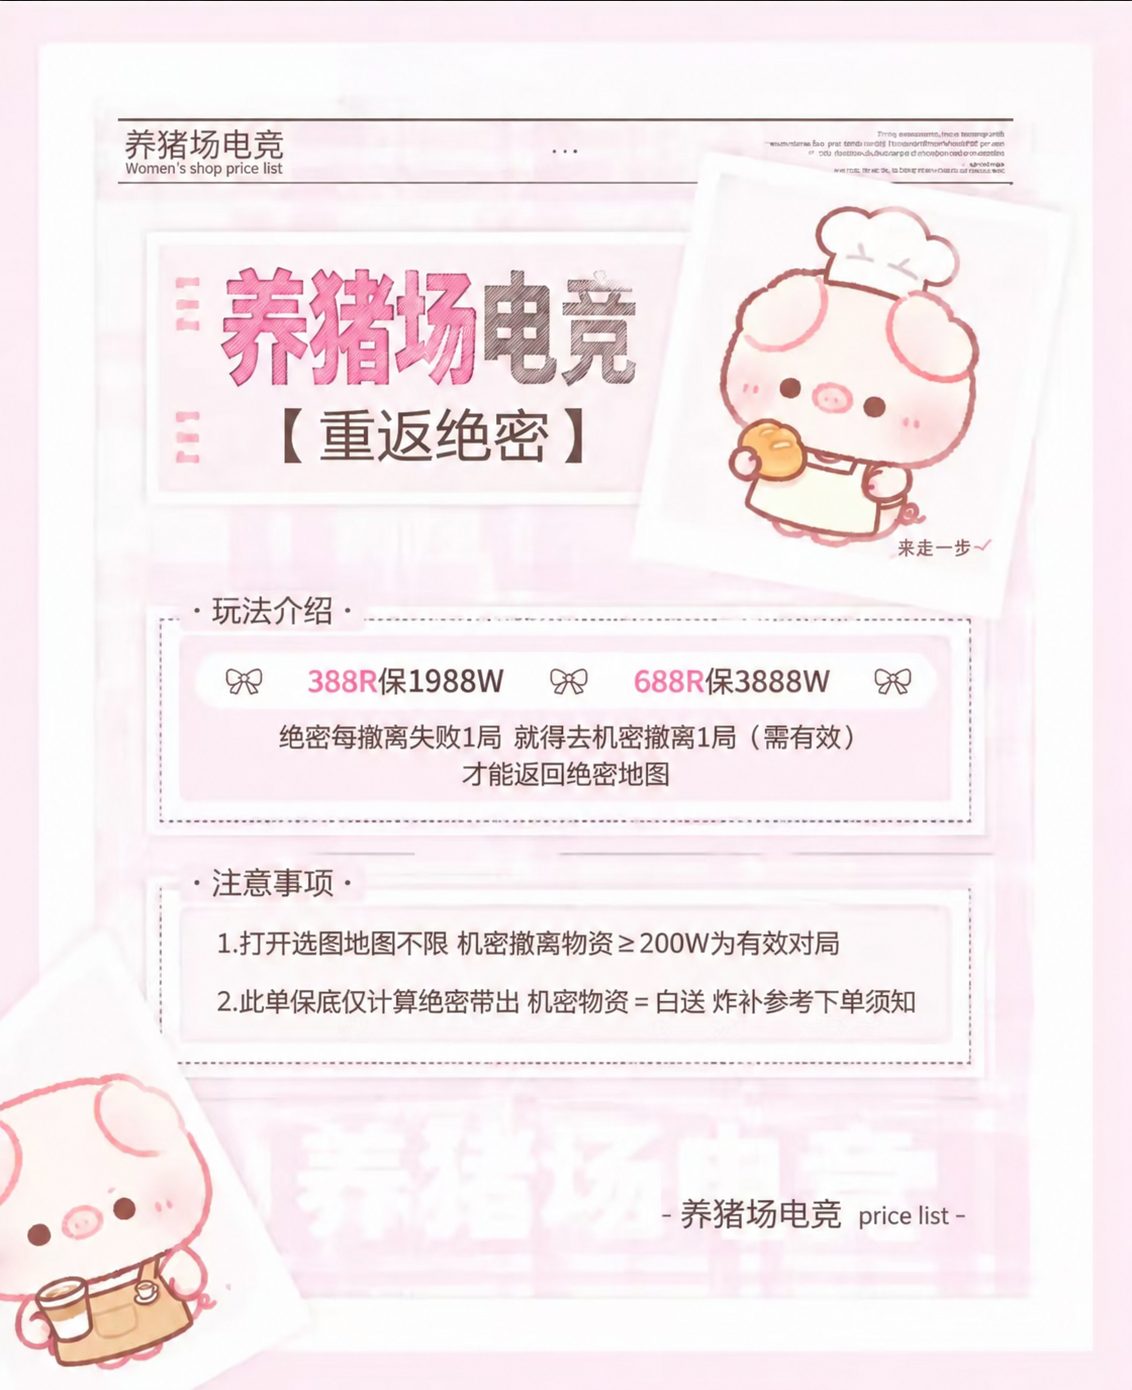 养猪场电竞
Women's shop price list
...
养猪场电竞
【重返绝密】
来走一步
·玩法介绍·
388R保1988W 688R保3888W
绝密每撤离失败1局 就得去机密撤离1局（需有效）
才能返回绝密地图
·注意事项·
1.打开选图地图不限 机密撤离物资≥200W为有效对局
2.此单保底仅计算绝密带出 机密物资=白送 炸补参考下单须知
养猪场电竞
- 养猪场电竞 price list -